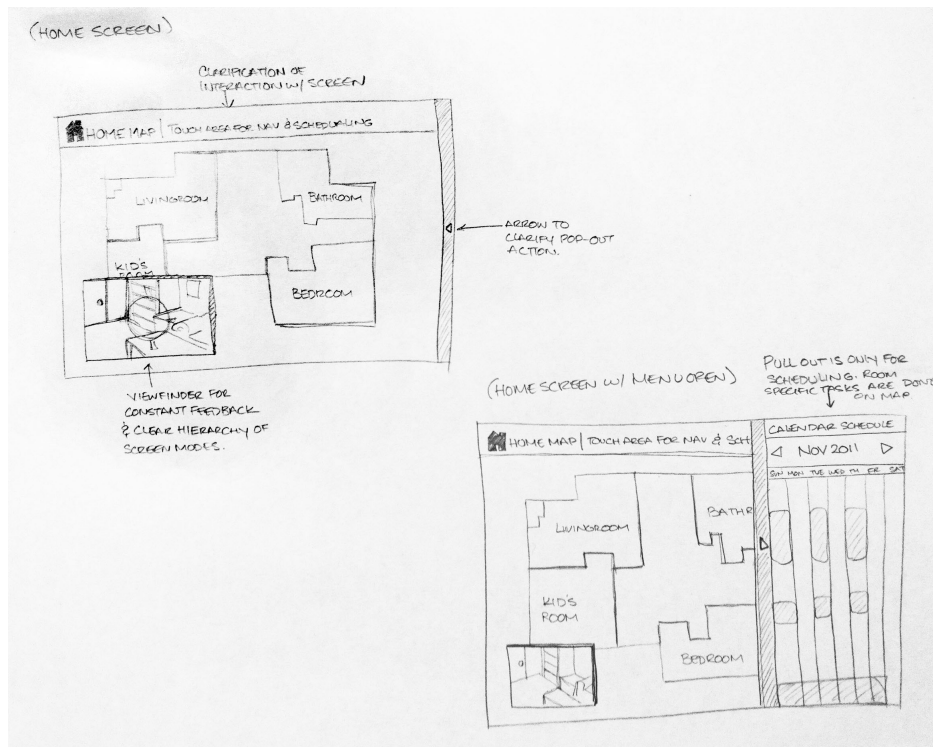 (HOME SCREEN)
CLARIFICATION OF
INTERACTION W/ SCREEN
HOME MAP | TOUCH AREA FOR NAV & SCHEDULING
LIVINGROOM
BATHROOM
KID'S
ROOM
BEDROOM
ARROW TO
CLARIFY POP-OUT
ACTION.
VIEWFINDER FOR
CONSTANT FEEDBACK
& CLEAR HIERARCHY OF
SCREEN MODES.
(HOME SCREEN W/ MENU OPEN)
PULL OUT IS ONLY FOR
SCHEDULING. ROOM
SPECIFIC TASKS ARE DONE
ON MAP
HOME MAP | TOUCH AREA FOR NAV & SCH
CALENDAR SCHEDULE
NOV 2011
SUN MON TUE WED TH FR SAT
LIVINGROOM
BATHR
KID'S
ROOM
BEDROOM